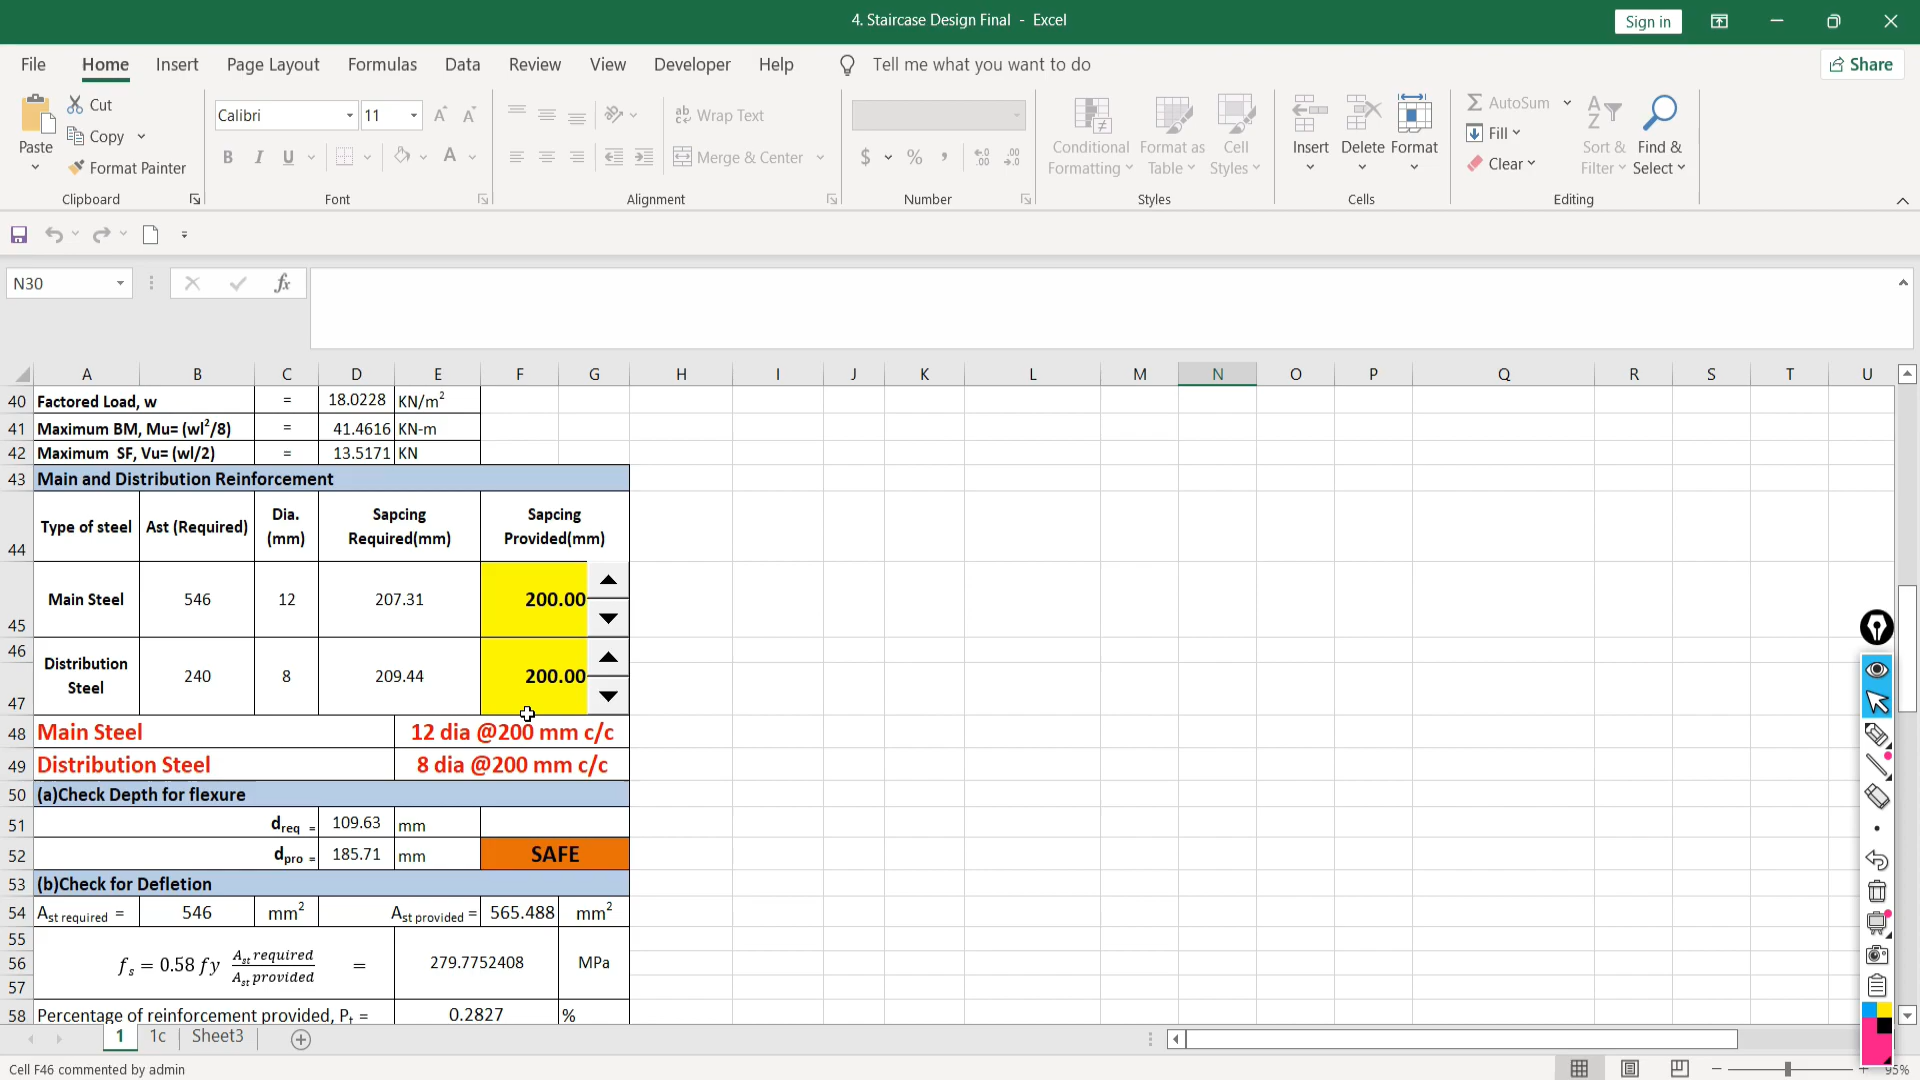 4. Staircase Design Final - Excel
Sign in
File Home Insert Page Layout Formulas Data Review View Developer Help Tell me what you want to do Share
Paste Cut Copy Format Painter
Calibri 11
B I U A
ab Wrap Text
Merge & Center
$ % ,
Conditional Formatting Format as Table Cell Styles
Insert Delete Format
AutoSum Fill Clear
Sort & Filter Find & Select
Clipboard Font Alignment Number Styles Cells Editing
N30 fx
A B C D E F G H I J K L M N O P Q R S T U
40 Factored Load, w = 18.0228 KN/m²
41 Maximum BM, Mu= (wl²/8) = 41.4616 KN-m
42 Maximum SF, Vu= (wl/2) = 13.5171 KN
43 Main and Distribution Reinforcement
44 Type of steel Ast (Required) Dia. (mm) Sapcing Required(mm) Sapcing Provided(mm)
45 Main Steel 546 12 207.31 200.00
46
47 Distribution Steel 240 8 209.44 200.00
48 Main Steel 12 dia @200 mm c/c
49 Distribution Steel 8 dia @200 mm c/c
50 (a)Check Depth for flexure
51 dreq = 109.63 mm
52 dpro = 185.71 mm SAFE
53 (b)Check for Defletion
54 Ast required = 546 mm² Ast provided = 565.488 mm²
55
56 fs = 0.58 fy Ast required / Ast provided = 279.7752408 MPa
57
58 Percentage of reinforcement provided, Pt = 0.2827 %
1 1c Sheet3
Cell F46 commented by admin 95%